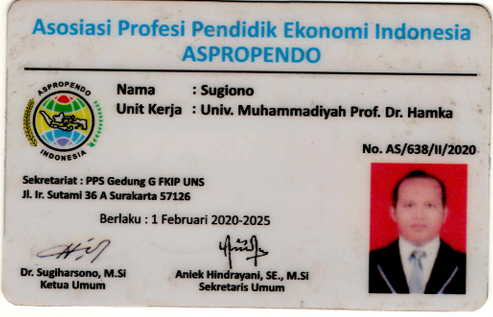 Asosiasi Profesi Pendidik Ekonomi Indonesia
ASPROPENDO
ASPROPENDO
INDONESIA
Nama : Sugiono
Unit Kerja : Univ. Muhammadiyah Prof. Dr. Hamka
No. AS/638/II/2020
Sekretariat : PPS Gedung G FKIP UNS
Jl. Ir. Sutami 36 A Surakarta 57126
Berlaku : 1 Februari 2020-2025
Dr. Sugiharsono, M.Si
Ketua Umum
Aniek Hindrayani, SE., M.Si
Sekretaris Umum